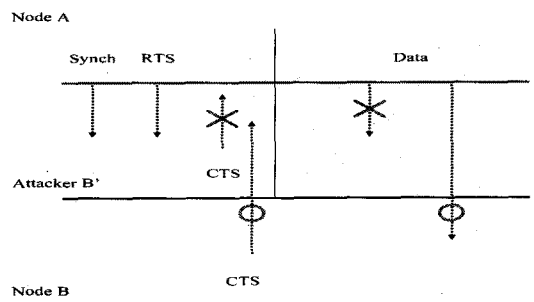 Node A
Synch RTS Data
CTS
Attacker B'
CTS
Node B